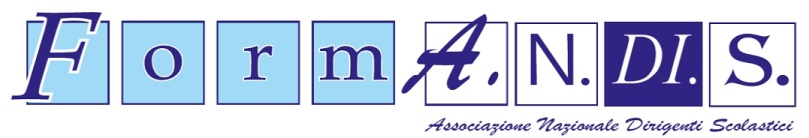 FormA.N.DI.S.
Associazione Nazionale Dirigenti Scolastici